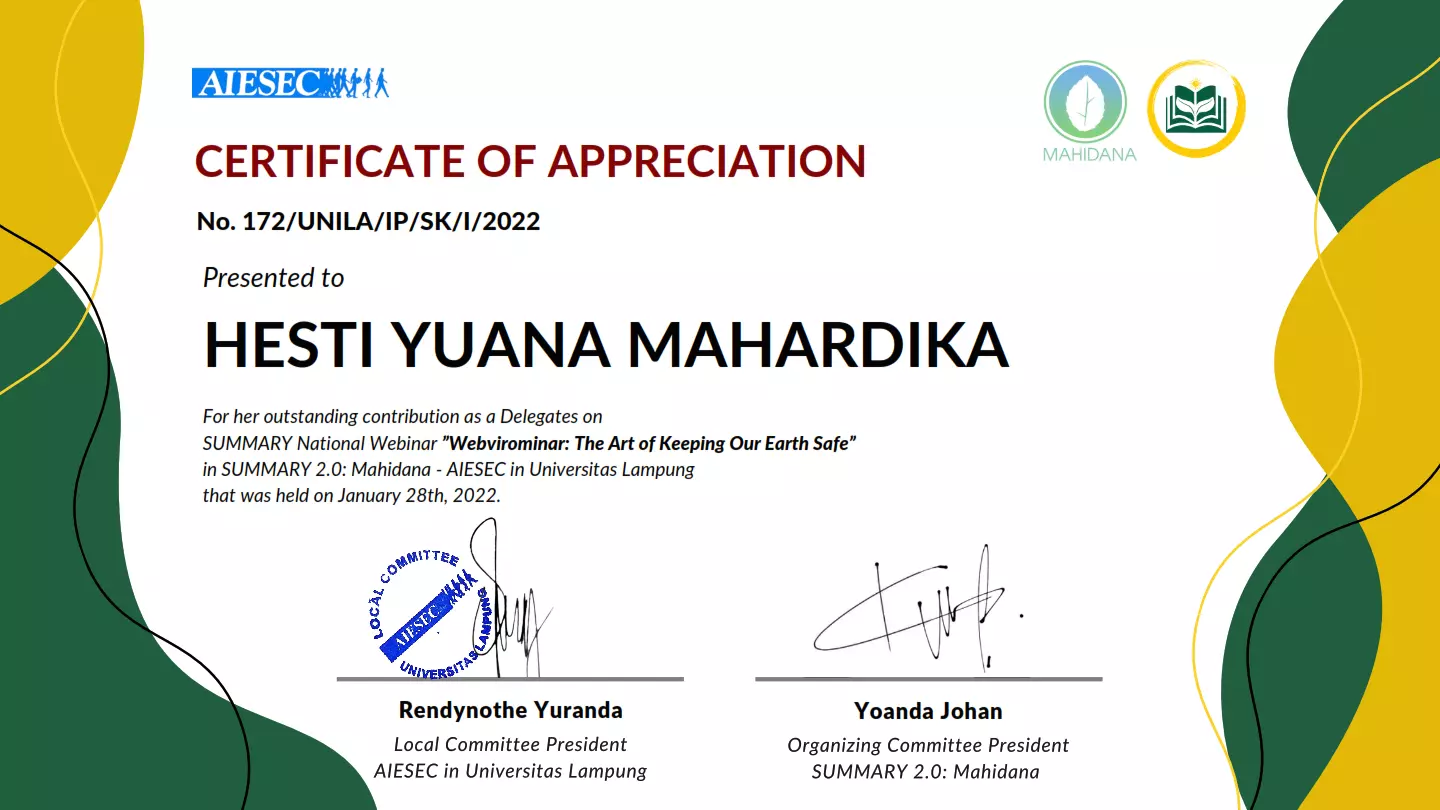 AIESEC
MAHIDANA
CERTIFICATE OF APPRECIATION
No. 172/UNILA/IP/SK/I/2022
Presented to
HESTI YUANA MAHARDIKA
For her outstanding contribution as a Delegates on
SUMMARY National Webinar ”Webvirominar: The Art of Keeping Our Earth Safe”
in SUMMARY 2.0: Mahidana - AIESEC in Universitas Lampung
that was held on January 28th, 2022.
LOCAL COMMITTEE
AIESEC
UNIVERSITAS LAMPUNG
Rendynothe Yuranda
Local Committee President
AIESEC in Universitas Lampung
Yoanda Johan
Organizing Committee President
SUMMARY 2.0: Mahidana